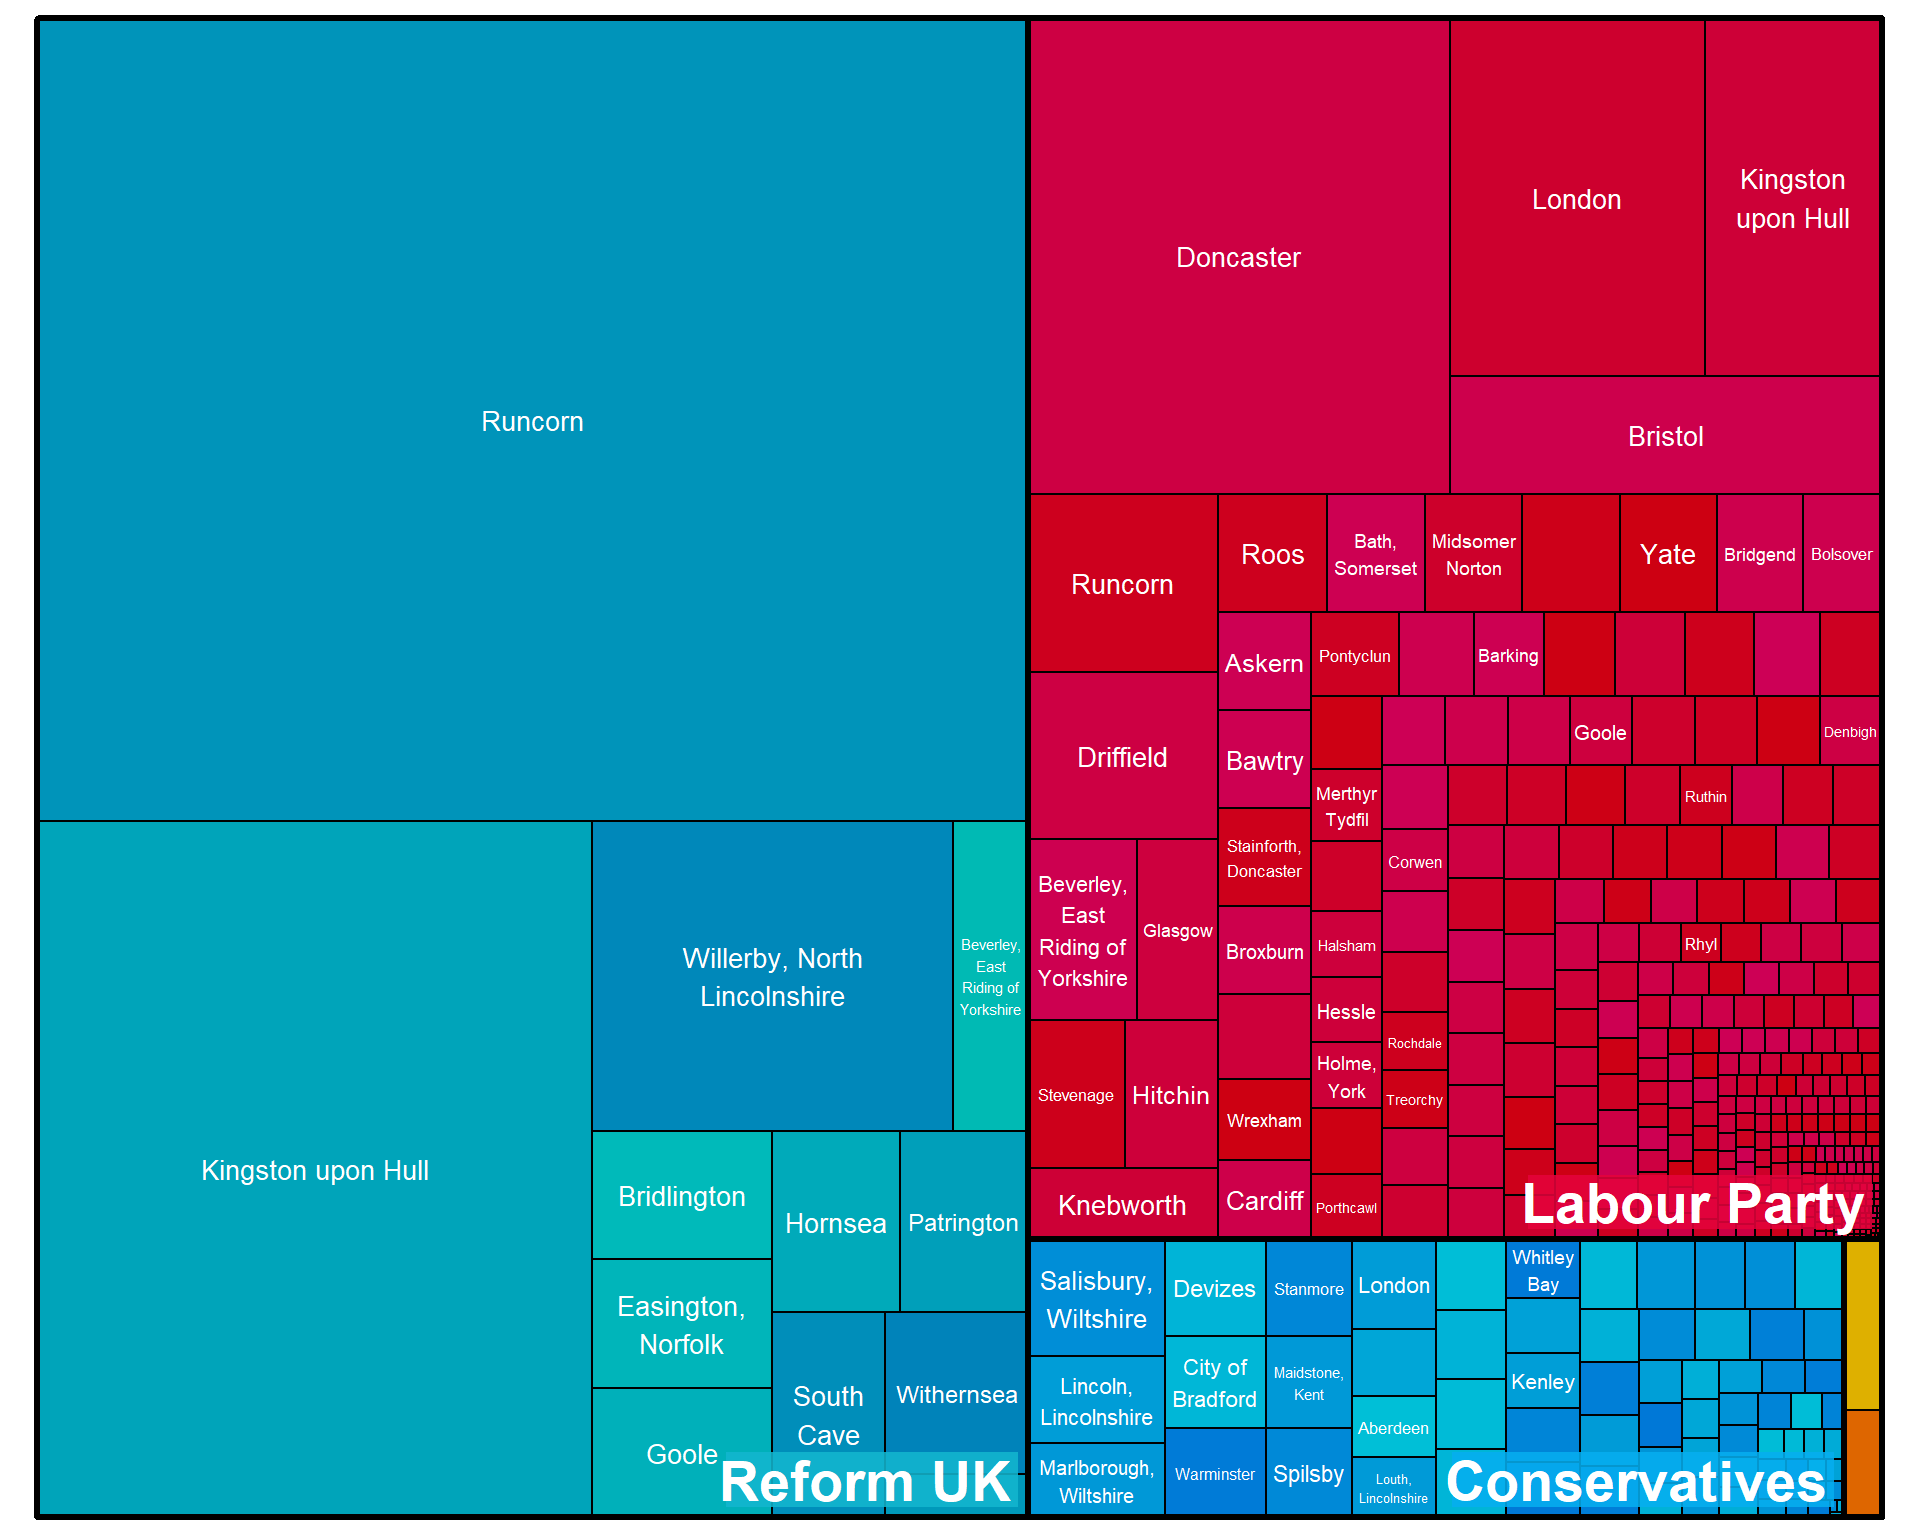 Runcorn
Kingston upon Hull
Willerby, North
Lincolnshire
Beverley,
East
Riding of
Yorkshire
Bridlington
Easington,
Norfolk
Goole
Hornsea
Patrington
South
Cave
Withernsea
Reform UK
Doncaster
London
Kingston
upon Hull
Bristol
Runcorn
Driffield
Beverley,
East
Riding of
Yorkshire
Glasgow
Stevenage
Hitchin
Knebworth
Roos
Bath,
Somerset
Midsomer
Norton
Yate
Bridgend
Bolsover
Askern
Bawtry
Stainforth,
Doncaster
Broxburn
Wrexham
Cardiff
Pontyclun
Barking
Merthyr
Tydfil
Halsham
Hessle
Holme,
York
Porthcawl
Goole
Denbigh
Corwen
Rochdale
Treorchy
Ruthin
Rhyl
Labour Party
Salisbury,
Wiltshire
Lincoln,
Lincolnshire
Marlborough,
Wiltshire
Devizes
City of
Bradford
Warminster
Stanmore
Maidstone,
Kent
Spilsby
London
Aberdeen
Louth,
Lincolnshire
Whitley
Bay
Kenley
Conservatives